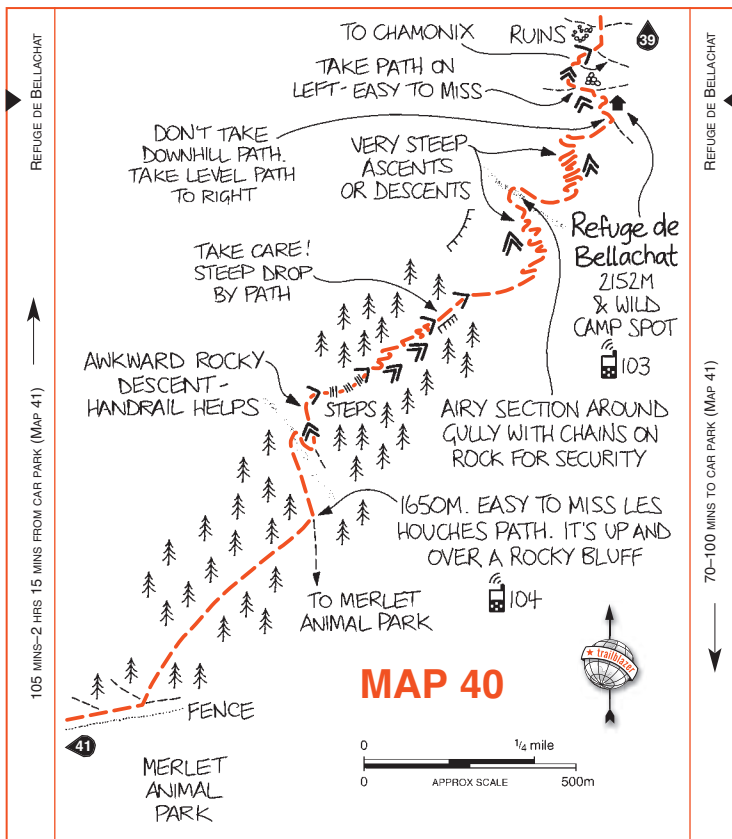 TO CHAMONIX
RUINS
39
TAKE PATH ON
LEFT - EASY TO MISS
REFUGE DE BELLACHAT
REFUGE DE BELLACHAT
DON'T TAKE
DOWNHILL PATH.
TAKE LEVEL PATH
TO RIGHT
VERY STEEP
ASCENTS
OR DESCENTS
Refuge de
Bellachat
2152M
& WILD
CAMP SPOT
103
TAKE CARE!
STEEP DROP
BY PATH
AWKWARD ROCKY
DESCENT -
HANDRAIL HELPS
STEPS
AIRY SECTION AROUND
GULLY WITH CHAINS ON
ROCK FOR SECURITY
1650M. EASY TO MISS LES
HOUCHES PATH. IT'S UP AND
OVER A ROCKY BLUFF
104
TO MERLET
ANIMAL PARK
105 MINS–2 HRS 15 MINS FROM CAR PARK (MAP 41)
70–100 MINS TO CAR PARK (MAP 41)
trailblazer
MAP 40
FENCE
41
MERLET
ANIMAL
PARK
0 1/4 mile
0 APPROX SCALE 500m